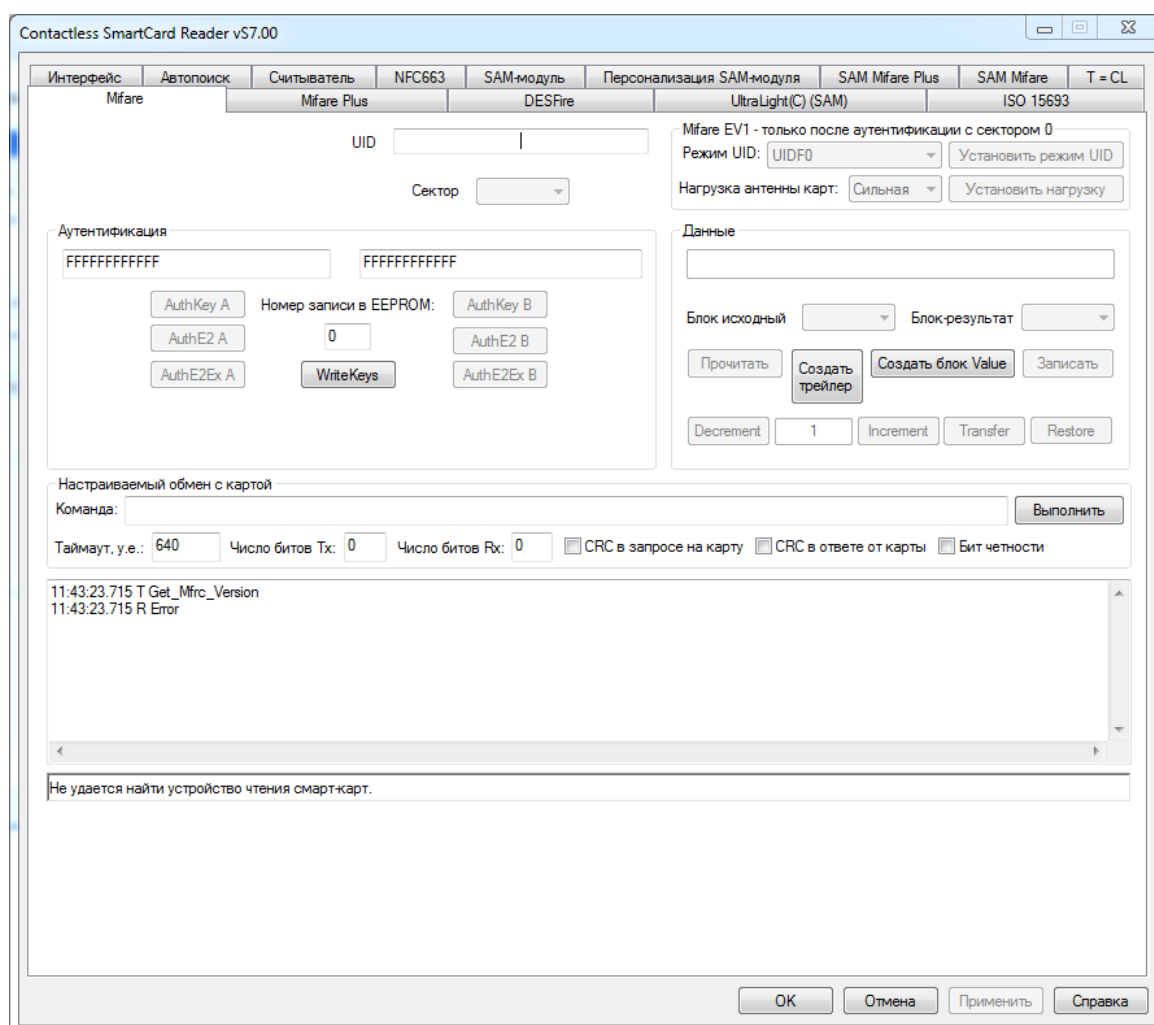 Contactless SmartCard Reader vS7.00
Интерфейс Автопоиск Считыватель NFC663 SAM-модуль Персонализация SAM-модуля SAM Mifare Plus SAM Mifare T = CL
Mifare Mifare Plus DESFire UltraLight(C) (SAM) ISO 15693
UID
Сектор
Mifare EV1 - только после аутентификации с сектором 0
Режим UID: UIDF0 Установить режим UID
Нагрузка антенны карт: Сильная Установить нагрузку
Аутентификация
FFFFFFFFFFFF FFFFFFFFFFFF
AuthKey A Номер записи в EEPROM: AuthKey B
AuthE2 A 0 AuthE2 B
AuthE2Ex A WriteKeys AuthE2Ex B
Данные
Блок исходный Блок-результат
Прочитать Создать трейлер Создать блок Value Записать
Decrement 1 Increment Transfer Restore
Настраиваемый обмен с картой
Команда: Выполнить
Таймаут, у.е.: 640 Число битов Tx: 0 Число битов Rx: 0 CRC в запросе на карту CRC в ответе от карты Бит четности
11:43:23.715 T Get_Mfrc_Version
11:43:23.715 R Error
Не удается найти устройство чтения смарт-карт.
OK Отмена Применить Справка